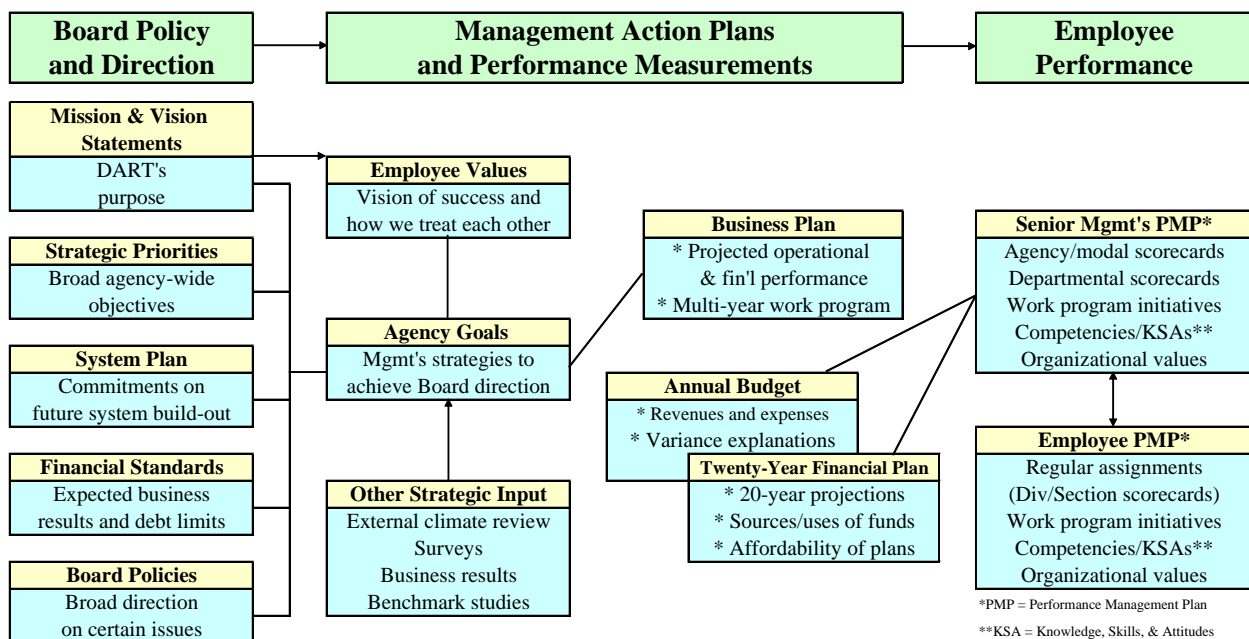 Board Policy
and Direction
Management Action Plans
and Performance Measurements
Employee
Performance
Mission & Vision
Statements
DART's
purpose
Strategic Priorities
Broad agency-wide
objectives
System Plan
Commitments on
future system build-out
Financial Standards
Expected business
results and debt limits
Board Policies
Broad direction
on certain issues
Employee Values
Vision of success and
how we treat each other
Agency Goals
Mgmt's strategies to
achieve Board direction
Other Strategic Input
External climate review
Surveys
Business results
Benchmark studies
Business Plan
* Projected operational
& fin'l performance
* Multi-year work program
Annual Budget
* Revenues and expenses
* Variance explanations
Twenty-Year Financial Plan
* 20-year projections
* Sources/uses of funds
* Affordability of plans
Senior Mgmt's PMP*
Agency/modal scorecards
Departmental scorecards
Work program initiatives
Competencies/KSAs**
Organizational values
Employee PMP*
Regular assignments
(Div/Section scorecards)
Work program initiatives
Competencies/KSAs**
Organizational values
*PMP = Performance Management Plan
**KSA = Knowledge, Skills, & Attitudes